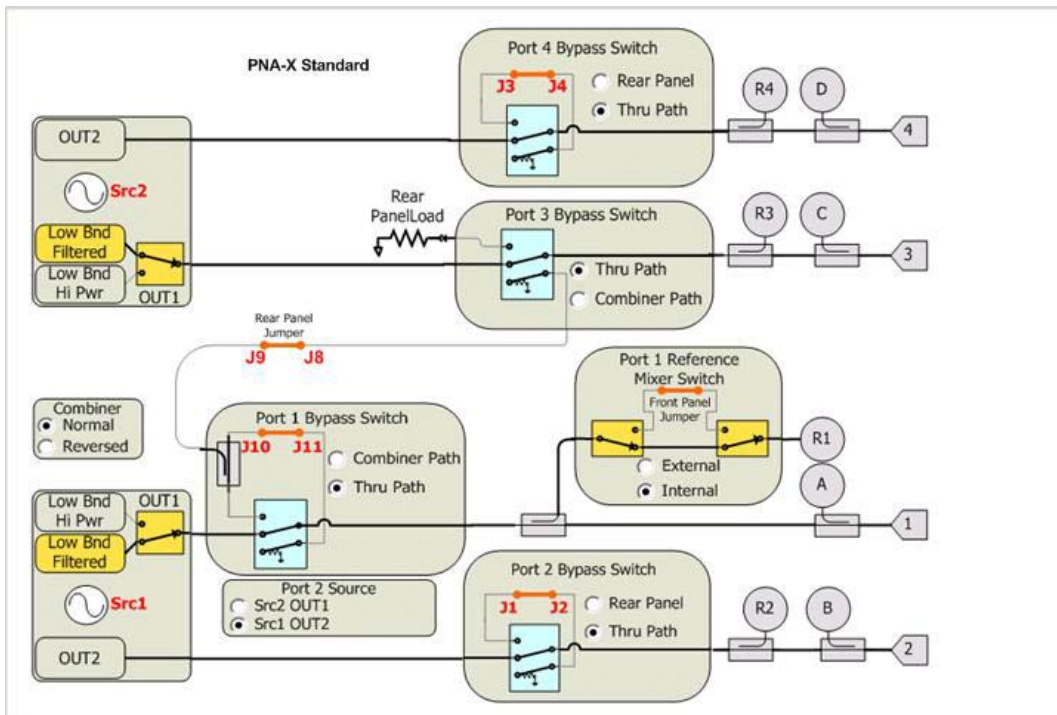 PNA-X Standard
Port 4 Bypass Switch
J3
J4
Rear Panel
Thru Path
R4
D
4
OUT2
Src2
Low Bnd
Filtered
Low Bnd
Hi Pwr
OUT1
Rear
PanelLoad
Port 3 Bypass Switch
Thru Path
Combiner Path
R3
C
3
Rear Panel
Jumper
J9
J8
Port 1 Reference
Mixer Switch
Front Panel
Jumper
External
Internal
R1
A
1
Combiner
Normal
Reversed
Port 1 Bypass Switch
J10
J11
Combiner Path
Thru Path
Low Bnd
Hi Pwr
OUT1
Low Bnd
Filtered
Src1
OUT2
Port 2 Source
Src2 OUT1
Src1 OUT2
Port 2 Bypass Switch
J1
J2
Rear Panel
Thru Path
R2
B
2